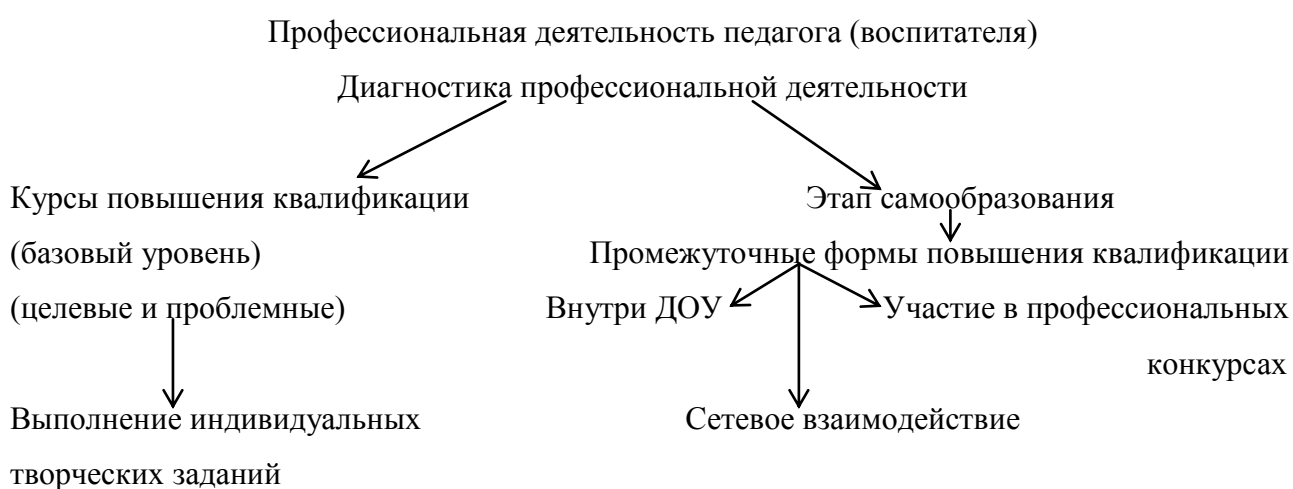 Профессиональная деятельность педагога (воспитателя)
Диагностика профессиональной деятельности
Курсы повышения квалификации
Этап самообразования
(базовый уровень)
Промежуточные формы повышения квалификации
(целевые и проблемные)
Внутри ДОУ
Участие в профессиональных
конкурсах
Выполнение индивидуальных
Сетевое взаимодействие
творческих заданий